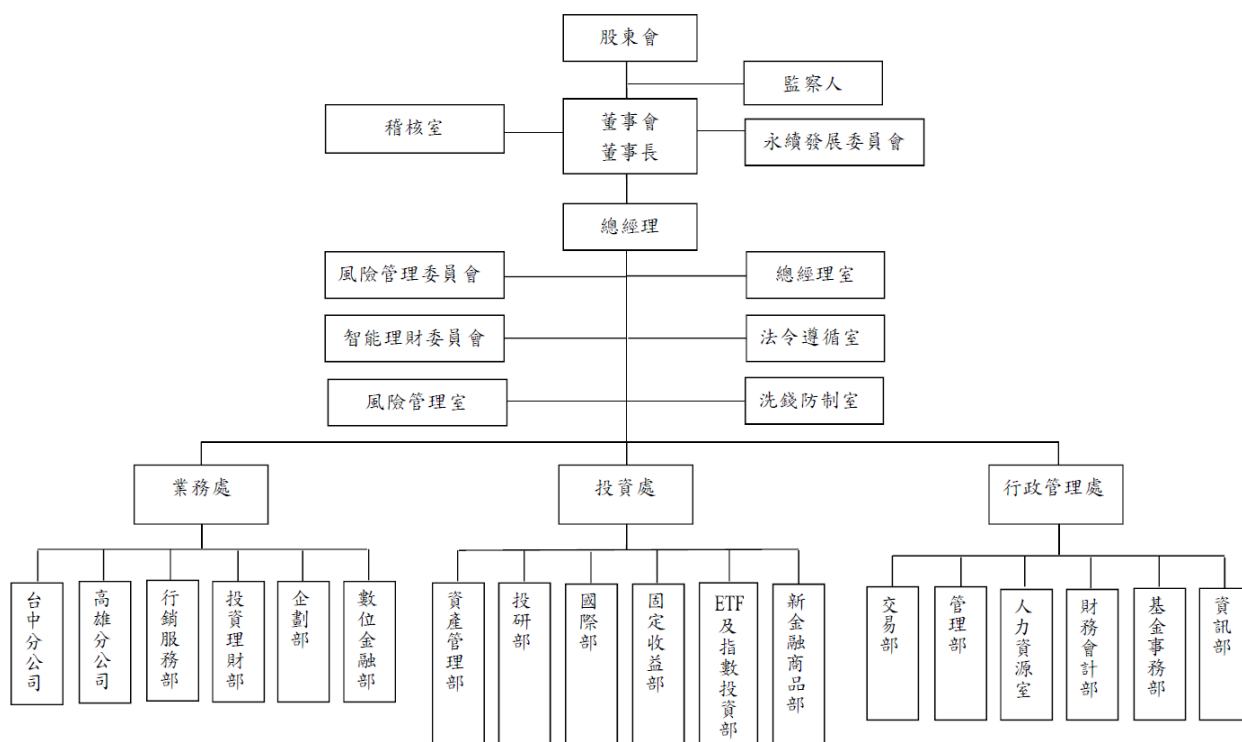 股東會
監察人
稽核室
董事會
董事長
永續發展委員會
總經理
風險管理委員會
總經理室
智能理財委員會
法令遵循室
風險管理室
洗錢防制室
業務處
投資處
行政管理處
台中分公司
高雄分公司
行銷服務部
投資理財部
企劃部
數位金融部
資產管理部
投研部
國際部
固定收益部
ETF及指數投資部
新金融商品部
交易部
管理部
人力資源室
財務會計部
基金事務部
資訊部